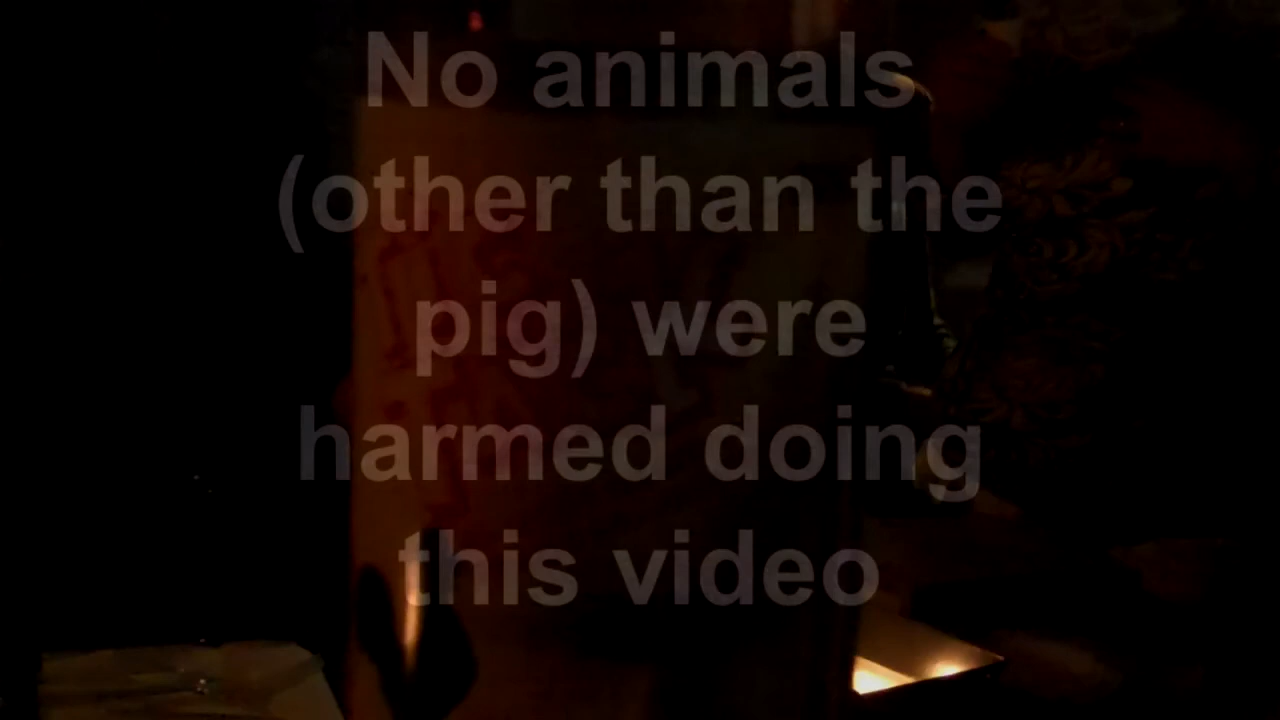 No animals
(other than the
pig) were
harmed doing
this video